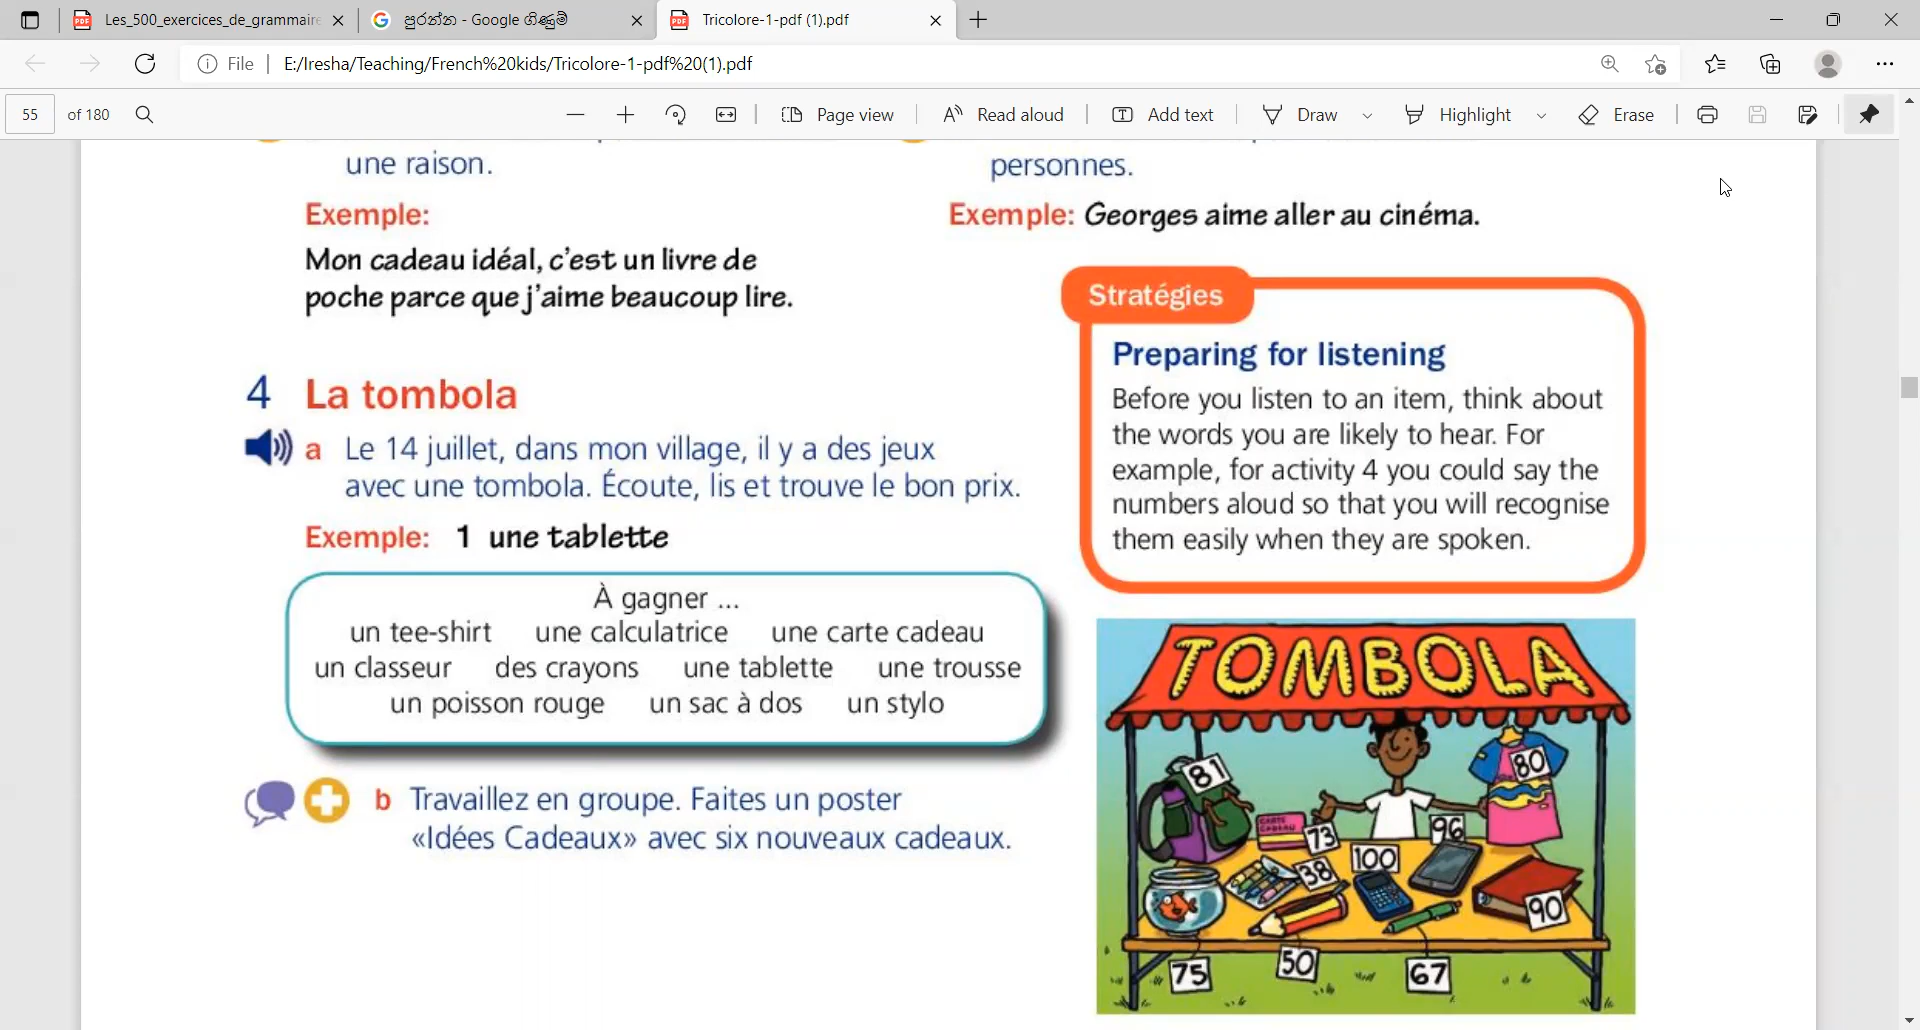 Les_500_exercices_de_grammaire
පුරන්න - Google ගිණුම්
Tricolore-1-pdf (1).pdf
File
E:/Iresha/Teaching/French%20kids/Tricolore-1-pdf%20(1).pdf
55 of 180
Page view
Read aloud
Add text
Draw
Highlight
Erase
une raison.
Exemple:
Mon cadeau idéal, c'est un livre de
poche parce que j'aime beaucoup lire.
4 La tombola
a Le 14 juillet, dans mon village, il y a des jeux
avec une tombola. Écoute, lis et trouve le bon prix.
Exemple: 1 une tablette
À gagner ...
un tee-shirt une calculatrice une carte cadeau
un classeur des crayons une tablette une trousse
un poisson rouge un sac à dos un stylo
b Travaillez en groupe. Faites un poster
«Idées Cadeaux» avec six nouveaux cadeaux.
personnes.
Exemple: Georges aime aller au cinéma.
Stratégies
Preparing for listening
Before you listen to an item, think about
the words you are likely to hear. For
example, for activity 4 you could say the
numbers aloud so that you will recognise
them easily when they are spoken.
TOMBOLA
81
80
CARTE
CADEAU
73
96
100
38
90
75
50
67